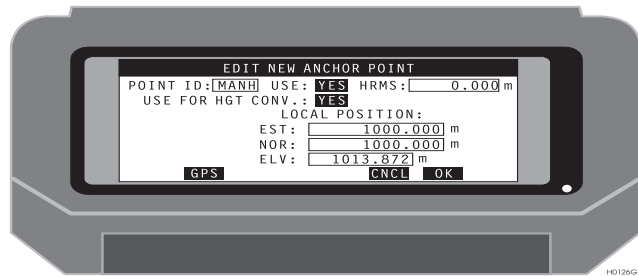 EDIT NEW ANCHOR POINT
POINT ID: MANH USE: YES HRMS: 0.000 m
USE FOR HGT CONV.: YES
LOCAL POSITION:
EST: 1000.000 m
NOR: 1000.000 m
ELV: 1013.872 m
GPS CNCL OK
H0126G